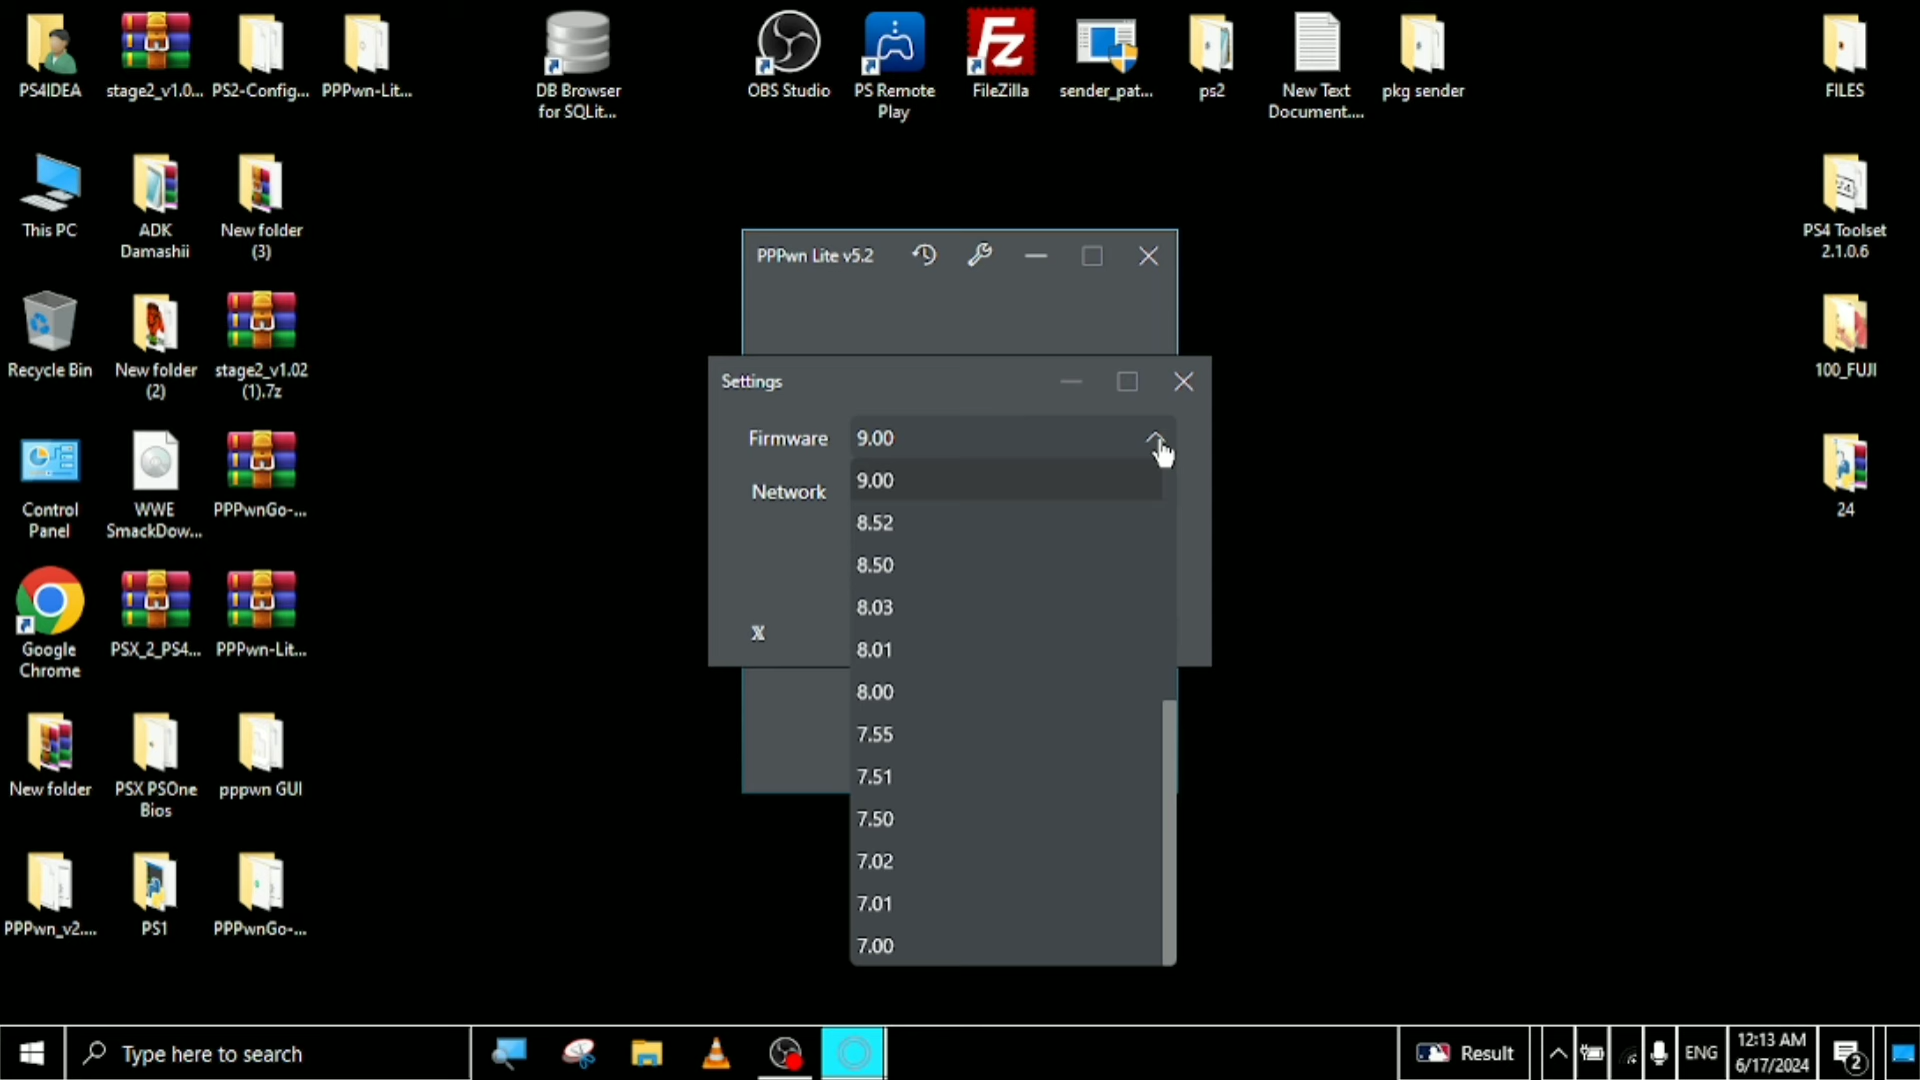 PS4IDEA
stage2_v1.0...
PS2-Config...
PPPwn-Lit...
DB Browser
for SQLit...
OBS Studio
PS Remote
Play
FileZilla
sender_pat...
ps2
New Text
Document....
pkg sender
FILES
This PC
ADK
Damashii
New folder
(3)
PS4 Toolset
2.1.0.6
PPPwn Lite v5.2
Recycle Bin
New folder
(2)
stage2_v1.02
(1).7z
100_FUJI
Settings
Firmware
9.00
Network
9.00
8.52
8.50
8.03
8.01
8.00
7.55
7.51
7.50
7.02
7.01
7.00
𝕏
Control
Panel
WWE
SmackDow...
PPPwnGo-...
24
Google
Chrome
PSX_2_PS4...
PPPwn-Lit...
New folder
PSX PSOne
Bios
pppwn GUI
PPPwn_v2....
PS1
PPPwnGo-...
Type here to search
Result
ENG
12:13 AM
6/17/2024
2